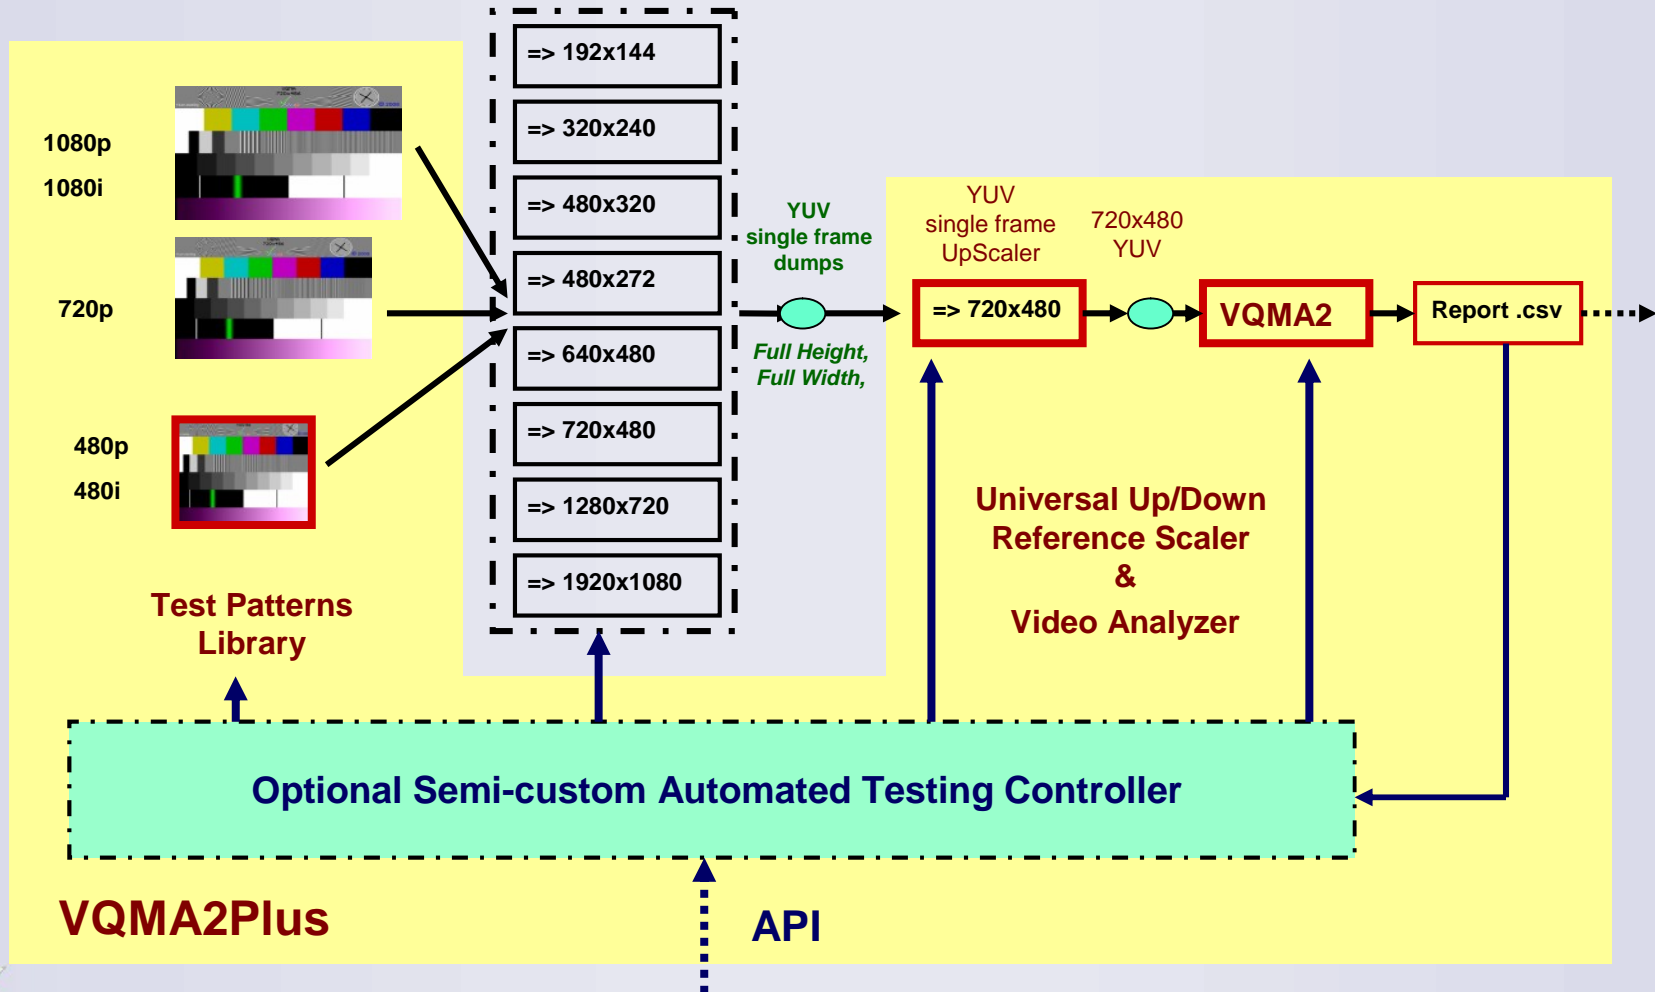 => 192x144
=> 320x240
=> 480x320
=> 480x272
=> 640x480
=> 720x480
=> 1280x720
=> 1920x1080
1080p
1080i
720p
480p
480i
Test Patterns
Library
YUV
single frame
dumps
Full Height,
Full Width,
YUV
single frame
UpScaler
=> 720x480
720x480
YUV
VQMA2
Report .csv
Universal Up/Down
Reference Scaler
&
Video Analyzer
Optional Semi-custom Automated Testing Controller
VQMA2Plus
API